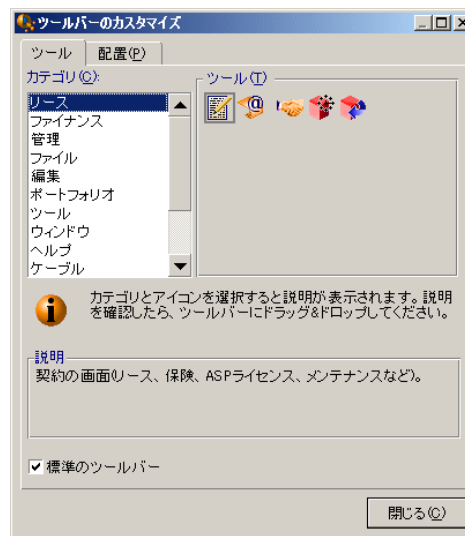 ツールバーのカスタマイズ
ツール 配置(P)
カテゴリ(C):
ツール(T)
リース
ファイナンス
管理
ファイル
編集
ポートフォリオ
ツール
ウィンドウ
ヘルプ
ケーブル
カテゴリとアイコンを選択すると説明が表示されます。説明
を確認したら、ツールバーにドラッグ&ドロップしてください。
説明
契約の画面(リース、保険、ASPライセンス、メンテナンスなど)。
標準のツールバー
閉じる(C)